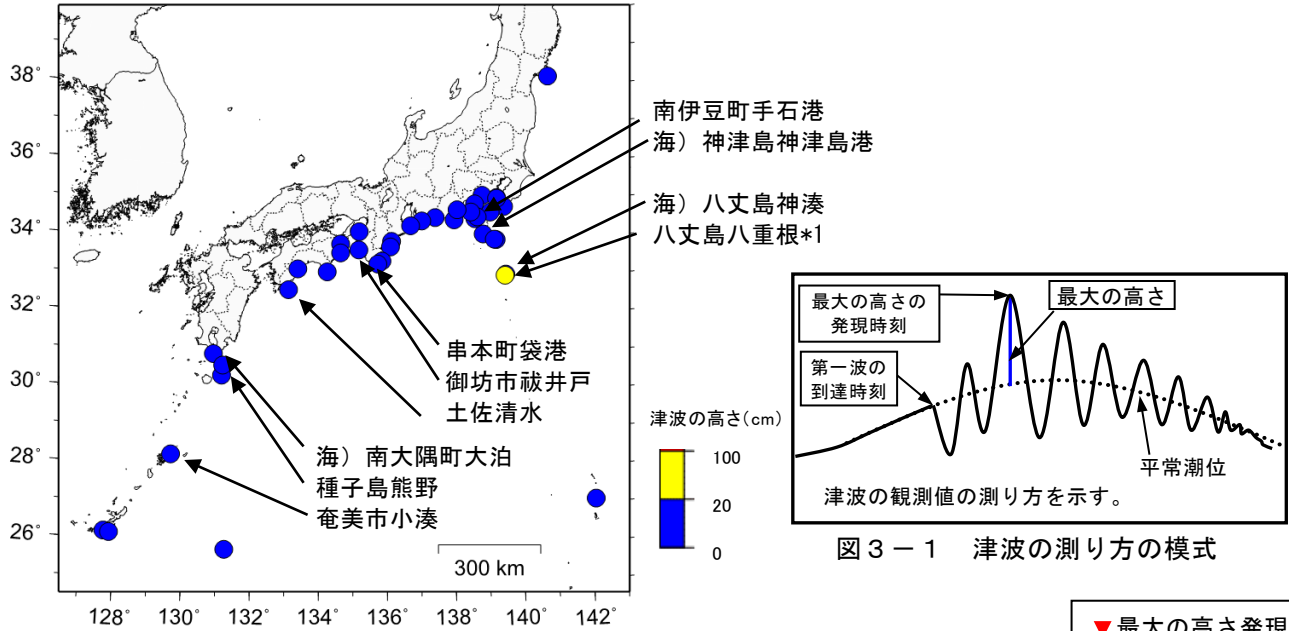 38°
36°
34°
32°
30°
28°
26°
128°
130°
132°
134°
136°
138°
140°
142°
南伊豆町手石港
海）神津島神津島港
海）八丈島神湊
八丈島八重根*1
串本町袋港
御坊市祓井戸
土佐清水
海）南大隅町大泊
種子島熊野
奄美市小湊
300 km
津波の高さ(cm)
100
20
0
最大の高さの
発現時刻
最大の高さ
第一波の
到達時刻
平常潮位
津波の観測値の測り方を示す。
図３－１　津波の測り方の模式
▼最大の高さ発現